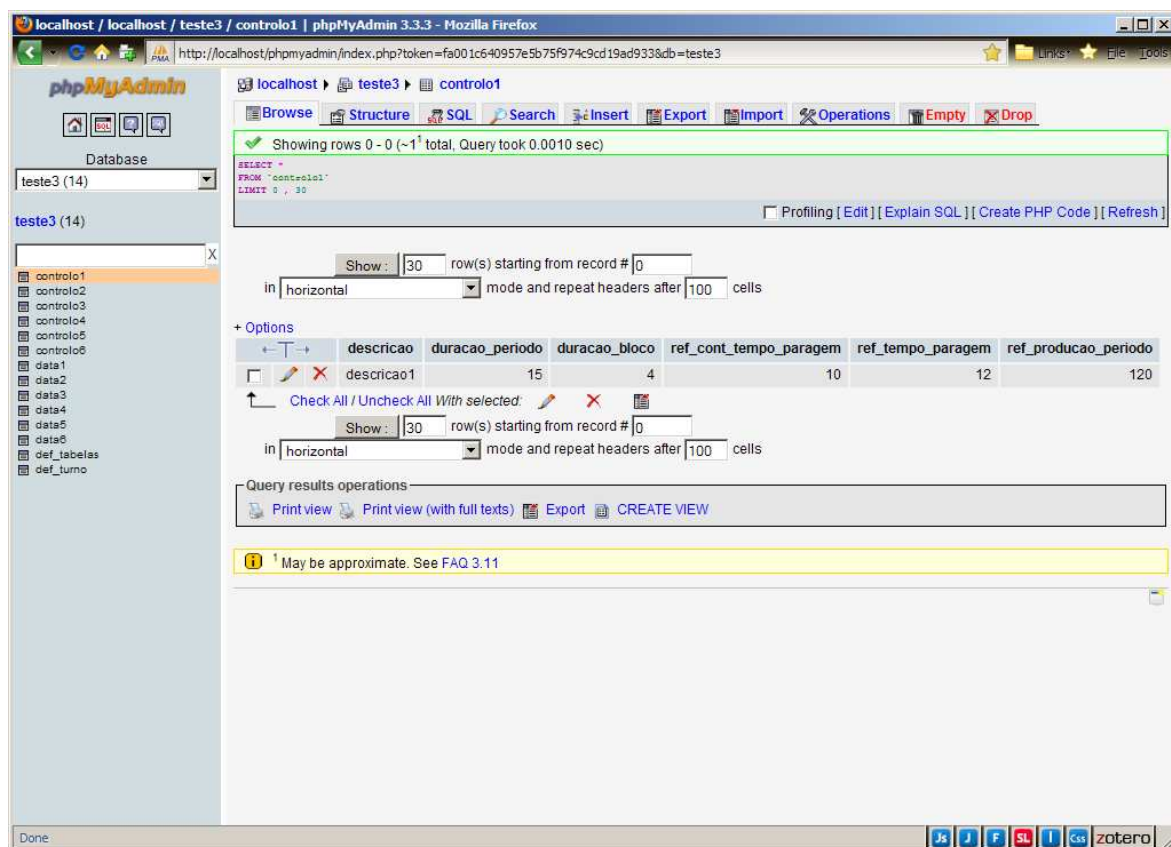 localhost / localhost / teste3 / controlo1 | phpMyAdmin 3.3.3 - Mozilla Firefox
http://localhost/phpmyadmin/index.php?token=fa001c640957e5b75f974c9cd19ad933&db=teste3
Links
File Tools
phpMyAdmin
Database
teste3 (14)
teste3 (14)
X
controlo1
controlo2
controlo3
controlo4
controlo5
controlo6
data1
data2
data3
data4
data5
data6
def_tabelas
def_turno
localhost teste3 controlo1
Browse Structure SQL Search Insert Export Import Operations Empty Drop
Showing rows 0 - 0 (~1¹ total, Query took 0.0010 sec)
SELECT *
FROM `controlo1`
LIMIT 0 , 30
Profiling [ Edit ] [ Explain SQL ] [ Create PHP Code ] [ Refresh ]
Show : 30 row(s) starting from record # 0
in horizontal mode and repeat headers after 100 cells
+ Options
←T→ descricao duracao_periodo duracao_bloco ref_cont_tempo_paragem ref_tempo_paragem ref_producao_periodo
descricao1 15 4 10 12 120
Check All / Uncheck All With selected:
Show : 30 row(s) starting from record # 0
in horizontal mode and repeat headers after 100 cells
Query results operations
Print view Print view (with full texts) Export CREATE VIEW
¹ May be approximate. See FAQ 3.11
Done
Js J F SL I Css zotero